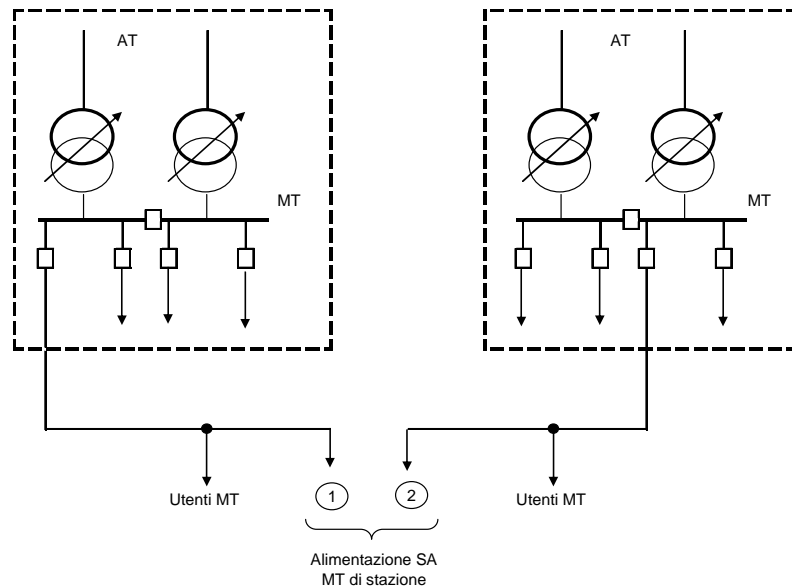 AT
AT
MT
MT
Utenti MT
1
2
Utenti MT
Alimentazione SA
MT di stazione